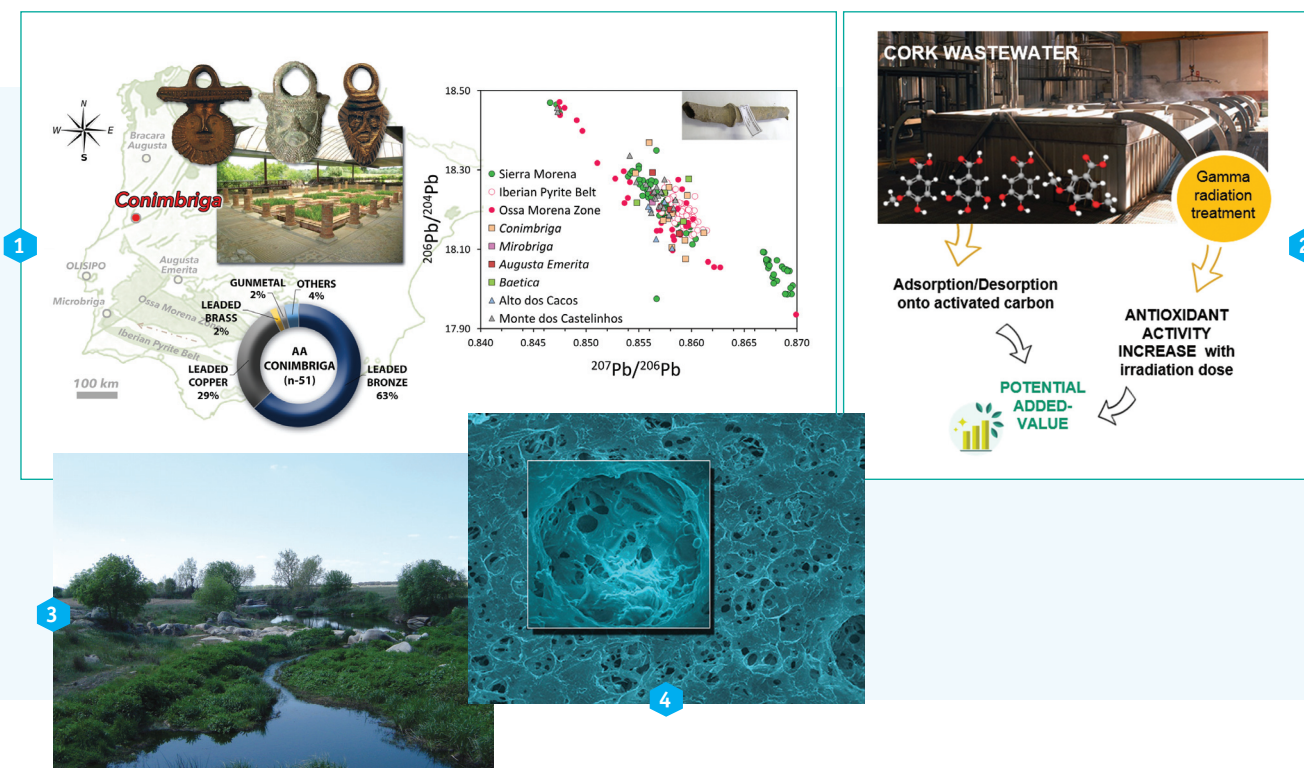 1
N
W
E
S
Bracara
Augusta
Conimbriga
OLISIPO
Augusta
Emerita
Microbriga
Ossa Morena Zone
Iberian Pyrite Belt
100 km
GUNMETAL
2%
OTHERS
4%
LEADED
BRASS
2%
LEADED
COPPER
29%
AA
CONIMBRIGA
(n-51)
LEADED
BRONZE
63%
206Pb/204Pb
18.50
18.30
18.10
17.90
Sierra Morena
Iberian Pyrite Belt
Ossa Morena Zone
Conimbriga
Mirobriga
Augusta Emerita
Baetica
Alto dos Cacos
Monte dos Castelinhos
0.840
0.845
0.850
0.855
0.860
0.865
0.870
207Pb/206Pb
2
CORK WASTEWATER
Gamma
radiation
treatment
Adsorption/Desorption
onto activated carbon
ANTIOXIDANT
ACTIVITY
INCREASE with
irradiation dose
POTENTIAL
ADDED-
VALUE
3
4